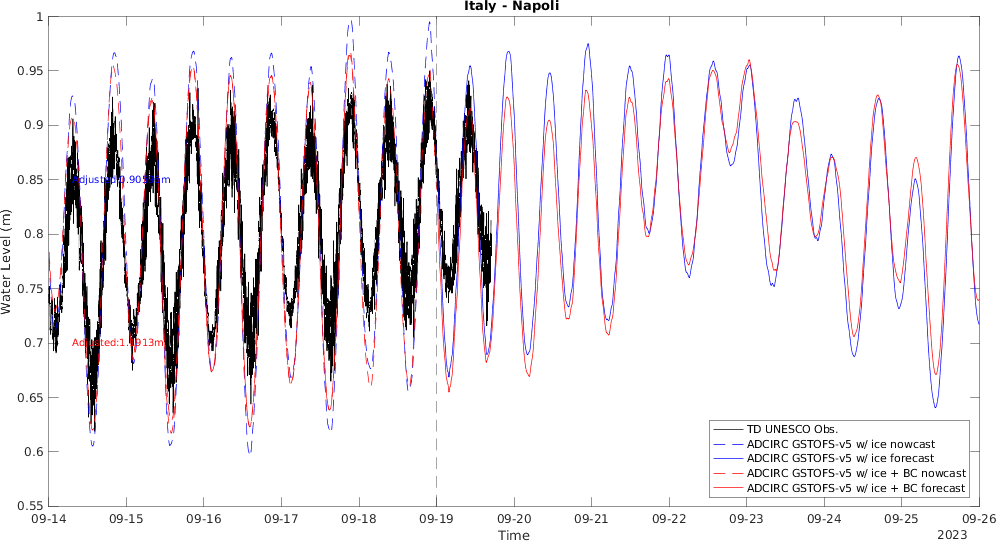 Italy - Napoli
1
0.95
0.9
0.85
0.8
0.75
0.7
0.65
0.6
0.55
Water Level (m)
TD UNESCO Obs.
ADCIRC GSTOFS-v5 w/ ice nowcast
ADCIRC GSTOFS-v5 w/ ice forecast
ADCIRC GSTOFS-v5 w/ ice + BC nowcast
ADCIRC GSTOFS-v5 w/ ice + BC forecast
09-14 09-15 09-16 09-17 09-18 09-19 09-20 09-21 09-22 09-23 09-24 09-25 09-26
Time
2023